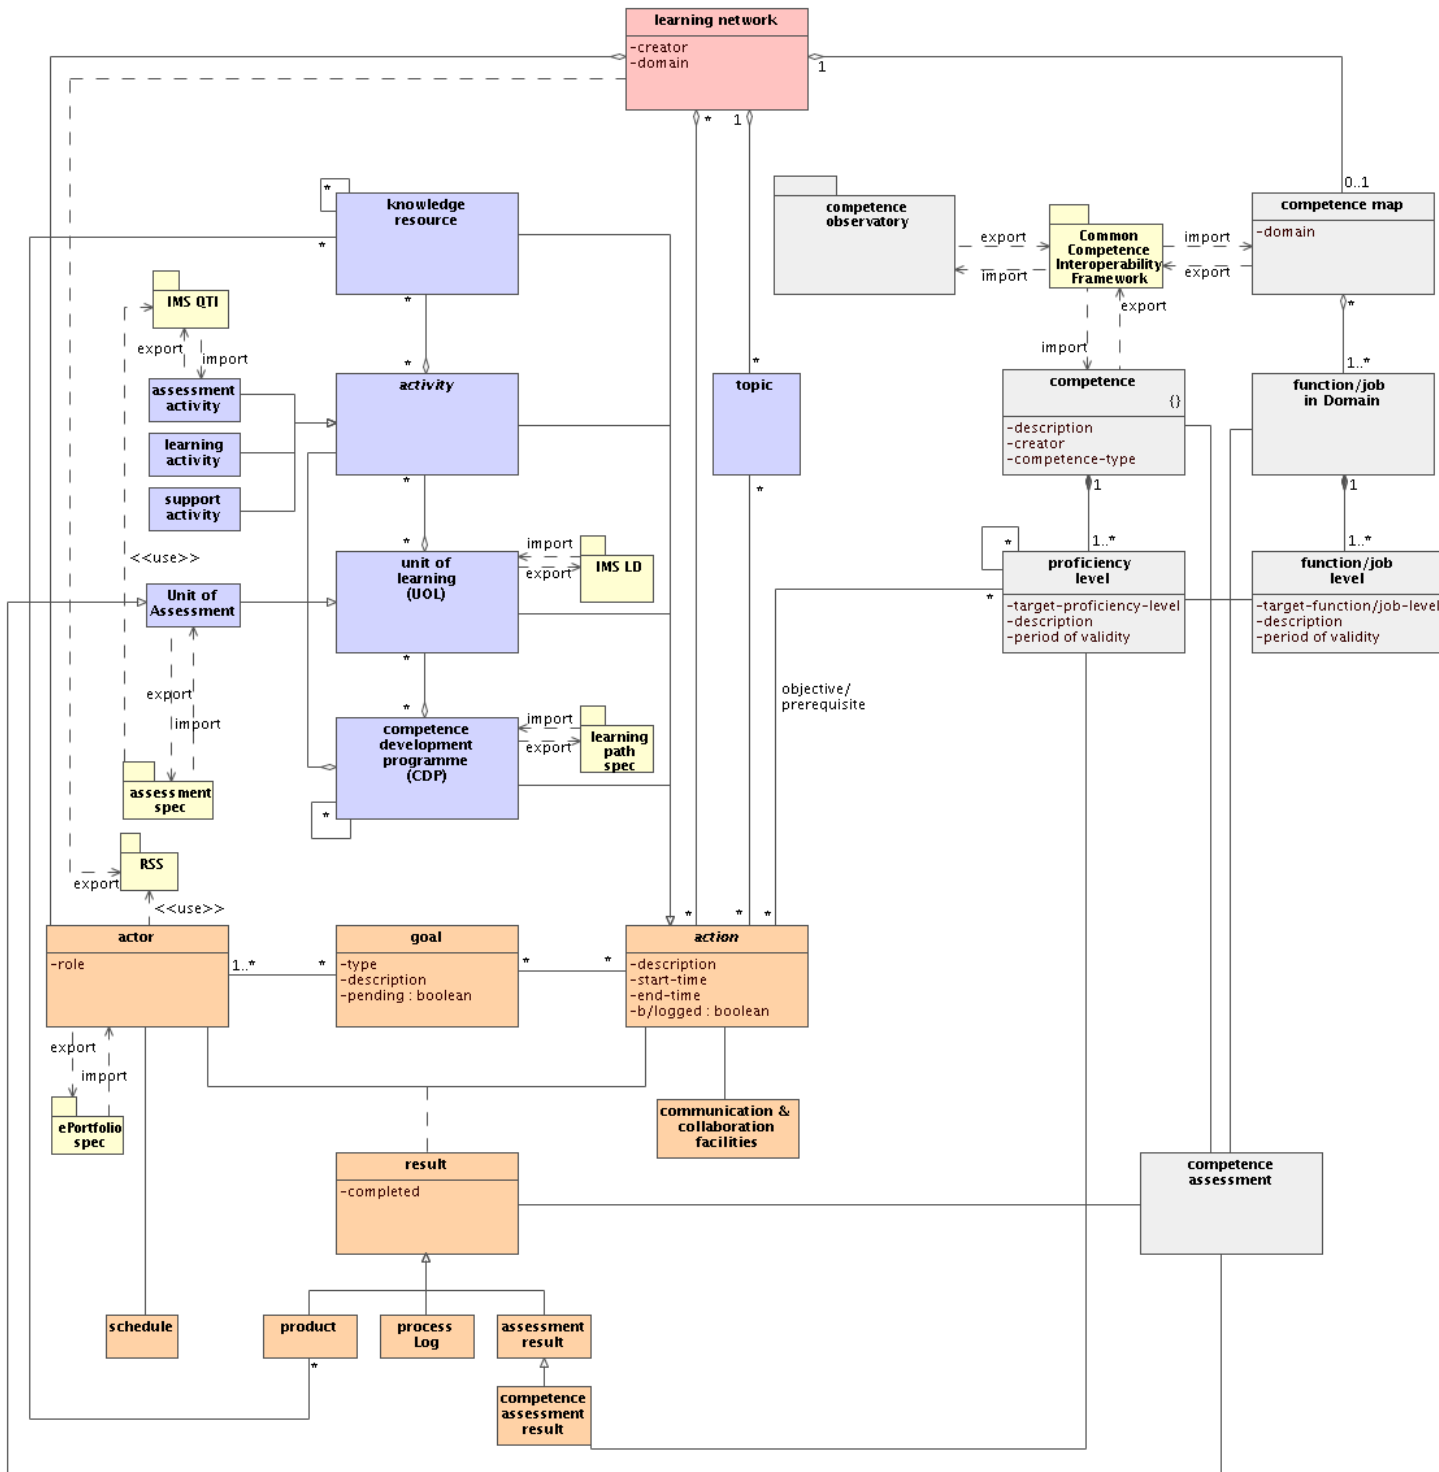 learning network
-creator
-domain
1
*
1
0..1
*
knowledge
resource
*
*
competence
observatory
export
import
Common
Competence
Interoperability
Framework
import
export
competence map
-domain
*
IMS QTI
export
import
import
export
*
*
1..*
assessment
activity
learning
activity
support
activity
activity
*
topic
*
competence
{}
-description
-creator
-competence-type
1
function/job
in Domain
1
<<use>>
Unit of
Assessment
unit of
learning
(UOL)
*
import
export
IMS LD
*
1..*
proficiency
level
*
-target-proficiency-level
-description
-period of validity
1..*
function/job
level
-target-function/job-level
-description
-period of validity
export
import
objective/
prerequisite
*
competence
development
programme
(CDP)
*
import
export
learning
path
spec
assessment
spec
RSS
export
<<use>>
*
*
*
actor
-role
1..*
*
goal
-type
-description
-pending : boolean
*
*
action
-description
-start-time
-end-time
-b/logged : boolean
export
import
ePortfolio
spec
communication &
collaboration
facilities
result
-completed
competence
assessment
schedule
product
*
process
Log
assessment
result
competence
assessment
result